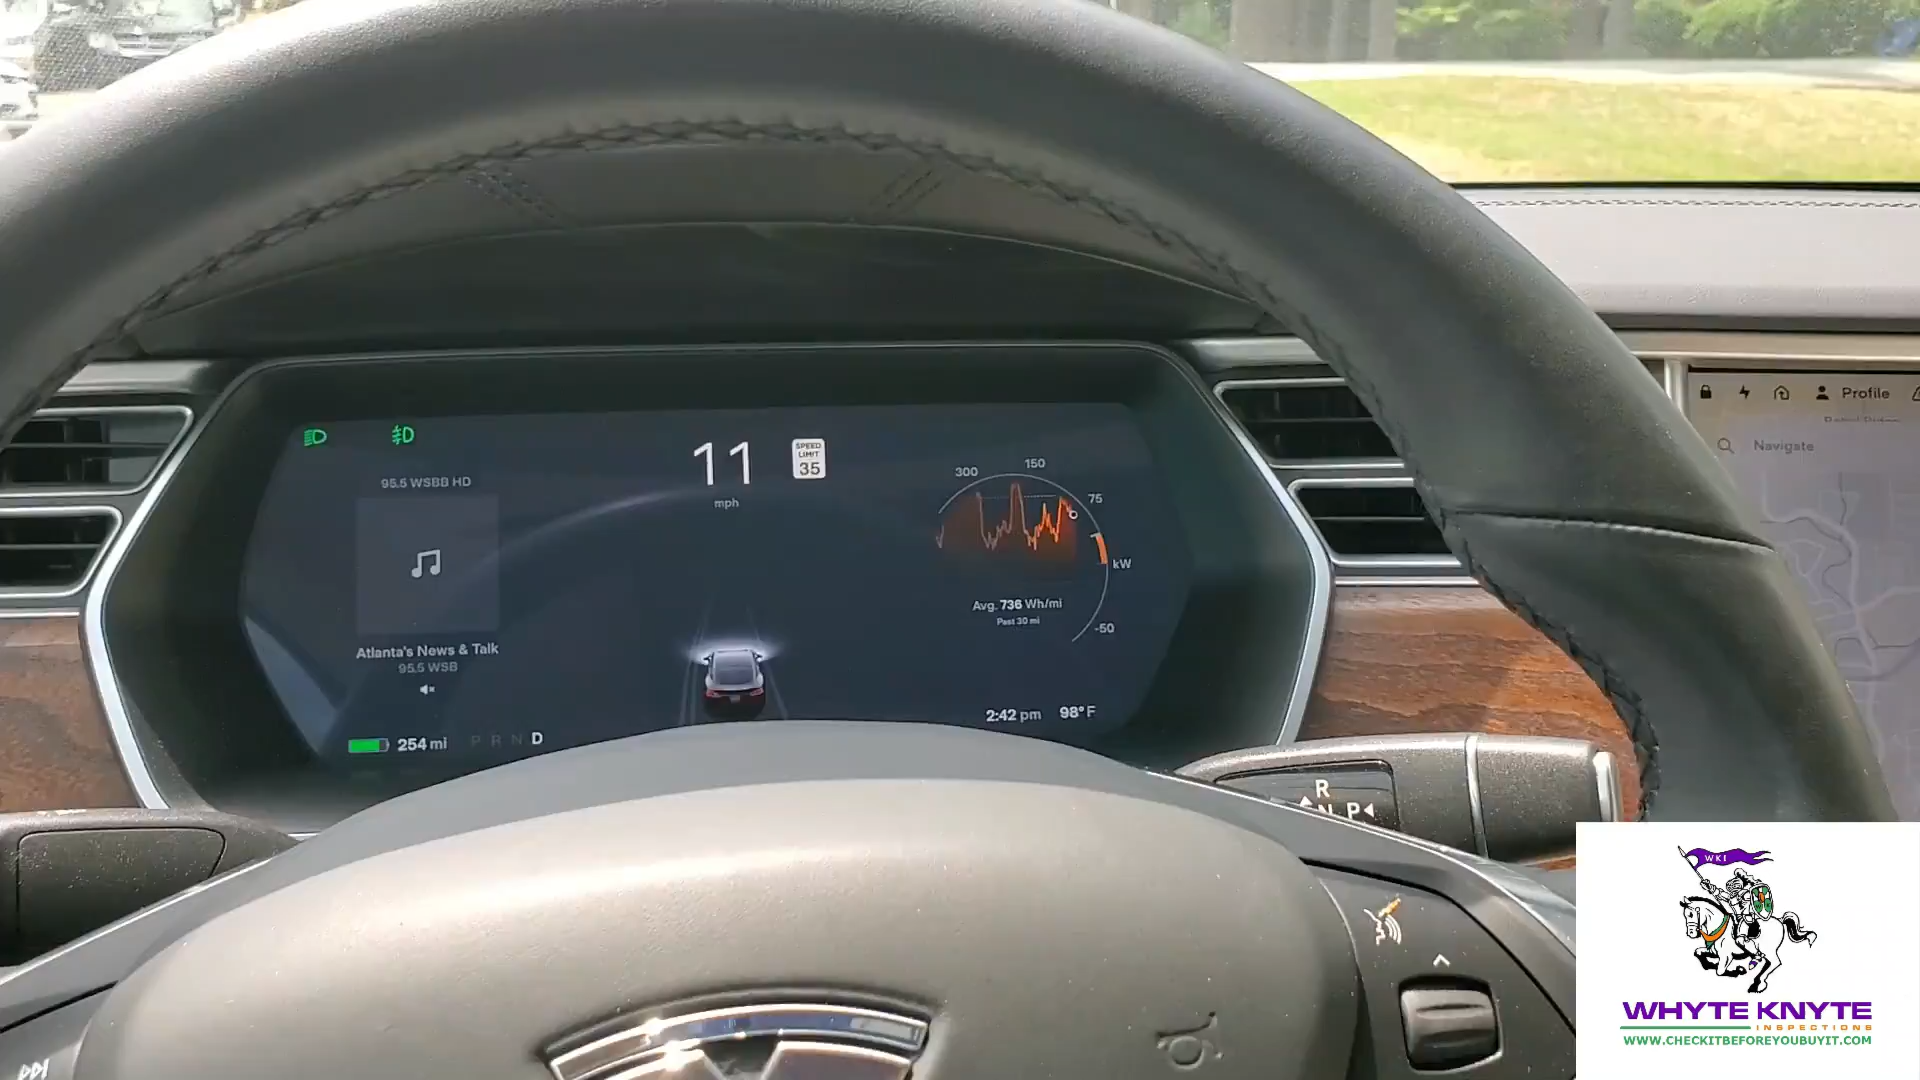 95.5 WSBB HD
Atlanta's News & Talk
95.5 WSB
254 mi
P R N D
11
mph
SPEED
LIMIT
35
300
150
75
kW
-50
Avg. 736 Wh/mi
Past 30 mi
2:42 pm 98°F
Profile
Navigate
R
N P
WKI
WHYTE KNYTE
INSPECTIONS
WWW.CHECKITBEFOREYOUBUYIT.COM